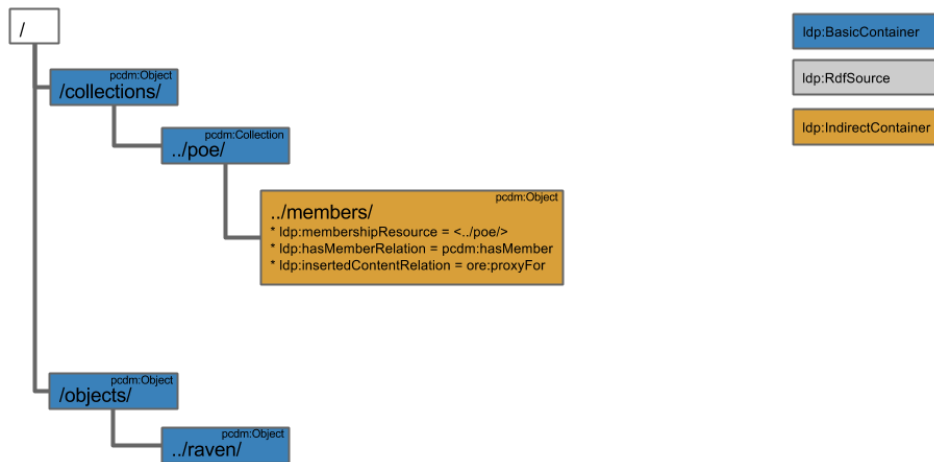 /
pcdm:Object
/collections/
pcdm:Collection
../poe/
pcdm:Object
../members/
* ldp:membershipResource = <../poe/>
* ldp:hasMemberRelation = pcdm:hasMember
* ldp:insertedContentRelation = ore:proxyFor
pcdm:Object
/objects/
pcdm:Object
../raven/
ldp:BasicContainer
ldp:RdfSource
ldp:IndirectContainer